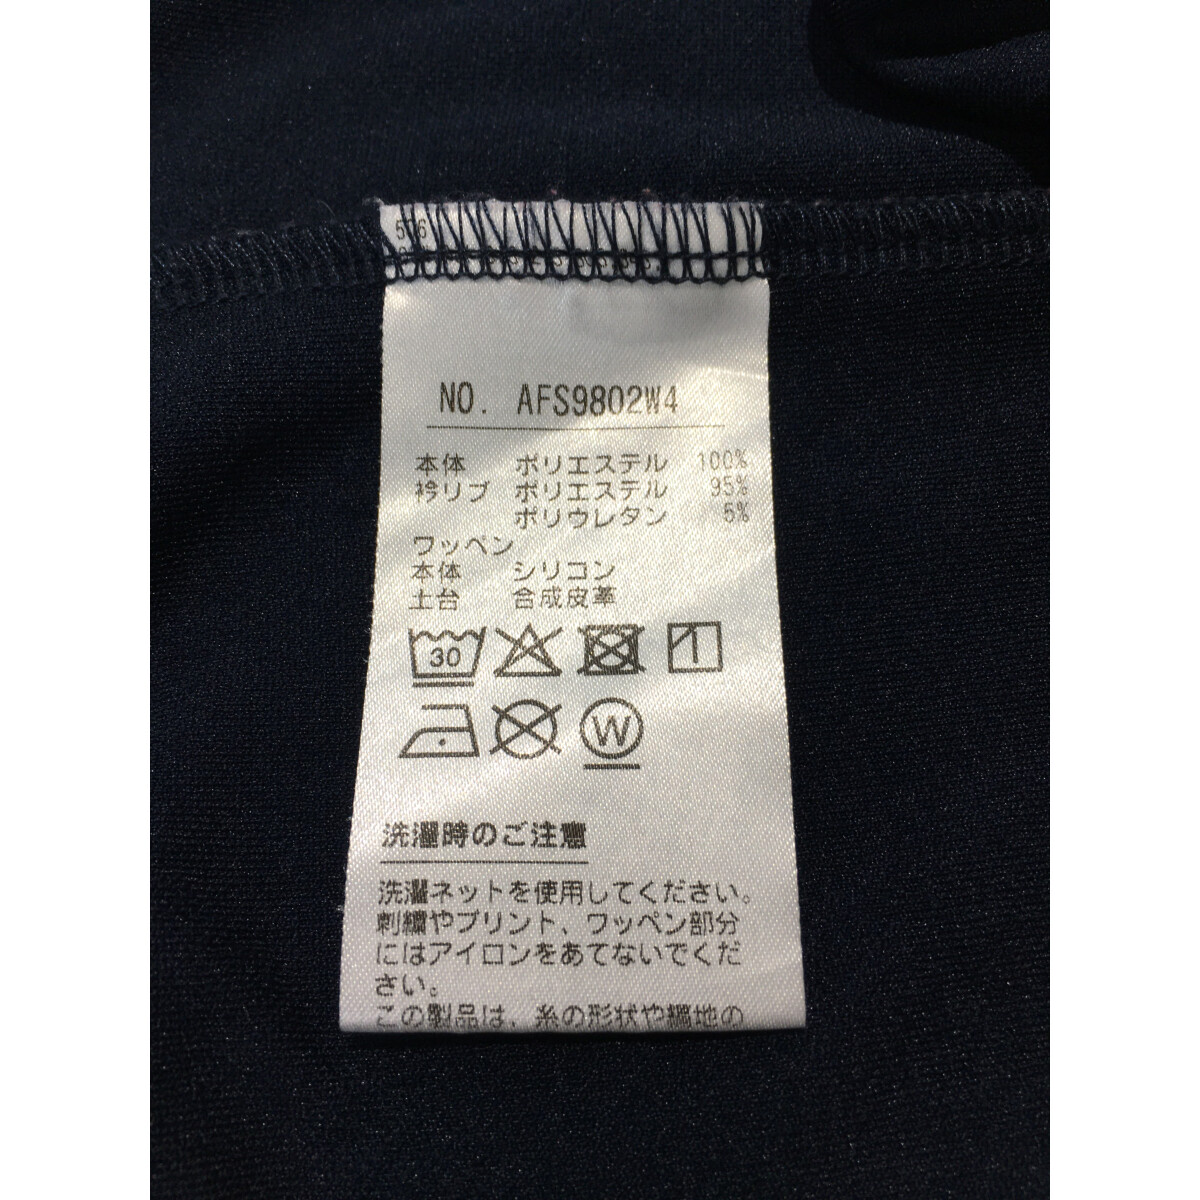 506
NO. AFS9802W4
本体 ポリエステル 100%
衿リブ ポリエステル 95%
ポリウレタン 5%
ワッペン
本体 シリコン
土台 合成皮革
30
W
洗濯時のご注意
洗濯ネットを使用してください。
刺繍やプリント、ワッペン部分
にはアイロンをあてないでくだ
さい。
この製品は、糸の形状や編地の